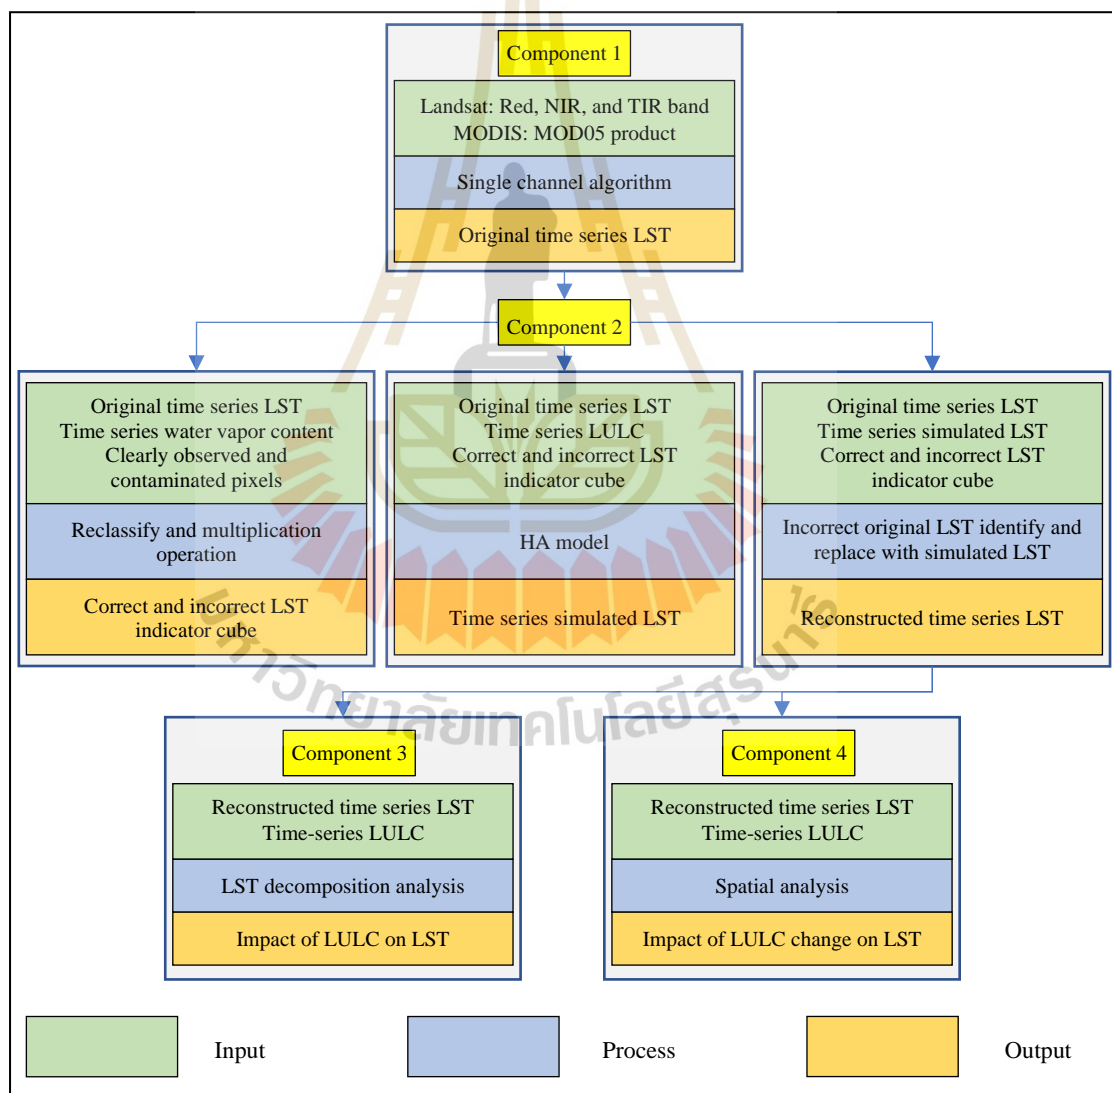 Component 1
Landsat: Red, NIR, and TIR band
MODIS: MOD05 product
Single channel algorithm
Original time series LST
Component 2
Original time series LST
Time series water vapor content
Clearly observed and
contaminated pixels
Reclassify and multiplication
operation
Correct and incorrect LST
indicator cube
Original time series LST
Time series LULC
Correct and incorrect LST
indicator cube
HA model
Time series simulated LST
Original time series LST
Time series simulated LST
Correct and incorrect LST
indicator cube
Incorrect original LST identify and
replace with simulated LST
Reconstructed time series LST
มหาวิทยาลัยเทคโนโลยีสุรนารี
Component 3
Reconstructed time series LST
Time-series LULC
LST decomposition analysis
Impact of LULC on LST
Component 4
Reconstructed time series LST
Time-series LULC
Spatial analysis
Impact of LULC change on LST
Input
Process
Output